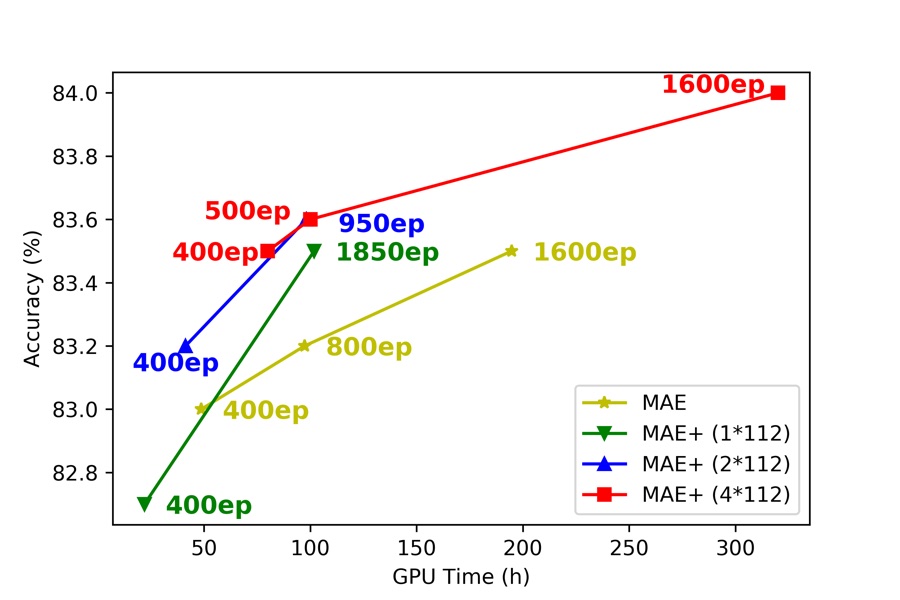 1600ep
84.0
83.8
500ep
83.6
950ep
400ep
1850ep
1600ep
83.4
83.2
800ep
400ep
83.0
400ep
82.8
400ep
Accuracy (%)
MAE
MAE+ (1*112)
MAE+ (2*112)
MAE+ (4*112)
50 100 150 200 250 300
GPU Time (h)